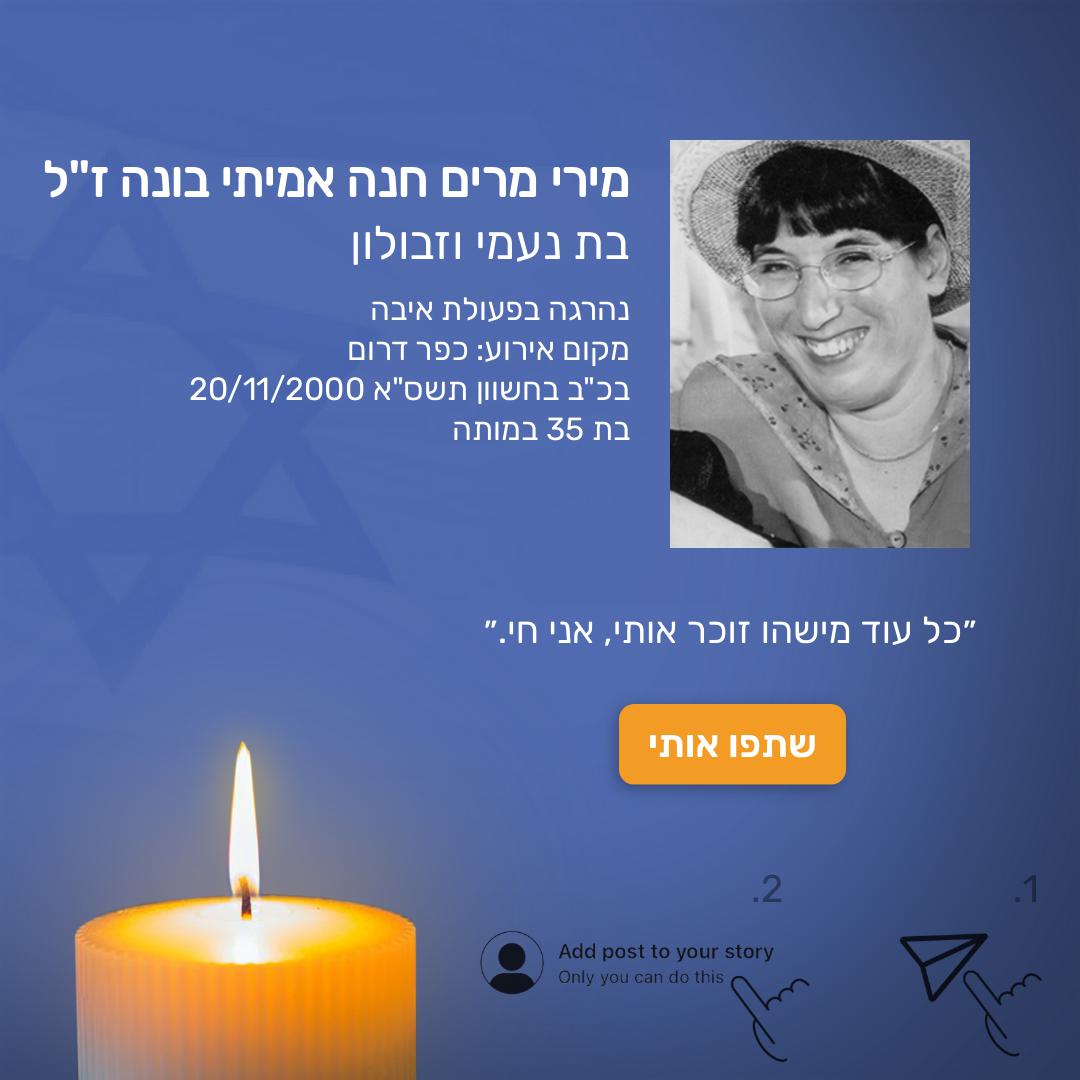 מירי מרים חנה אמיתי בונה ז"ל
בת נעמי וזבולון
נהרגה בפעולת איבה
מקום אירוע: כפר דרום
בכ"ב בחשוון תשס"א 20/11/2000
בת 35 במותה
״כל עוד מישהו זוכר אותי, אני חי.״
שתפו אותי
1.
2.
Add post to your story
Only you can do this